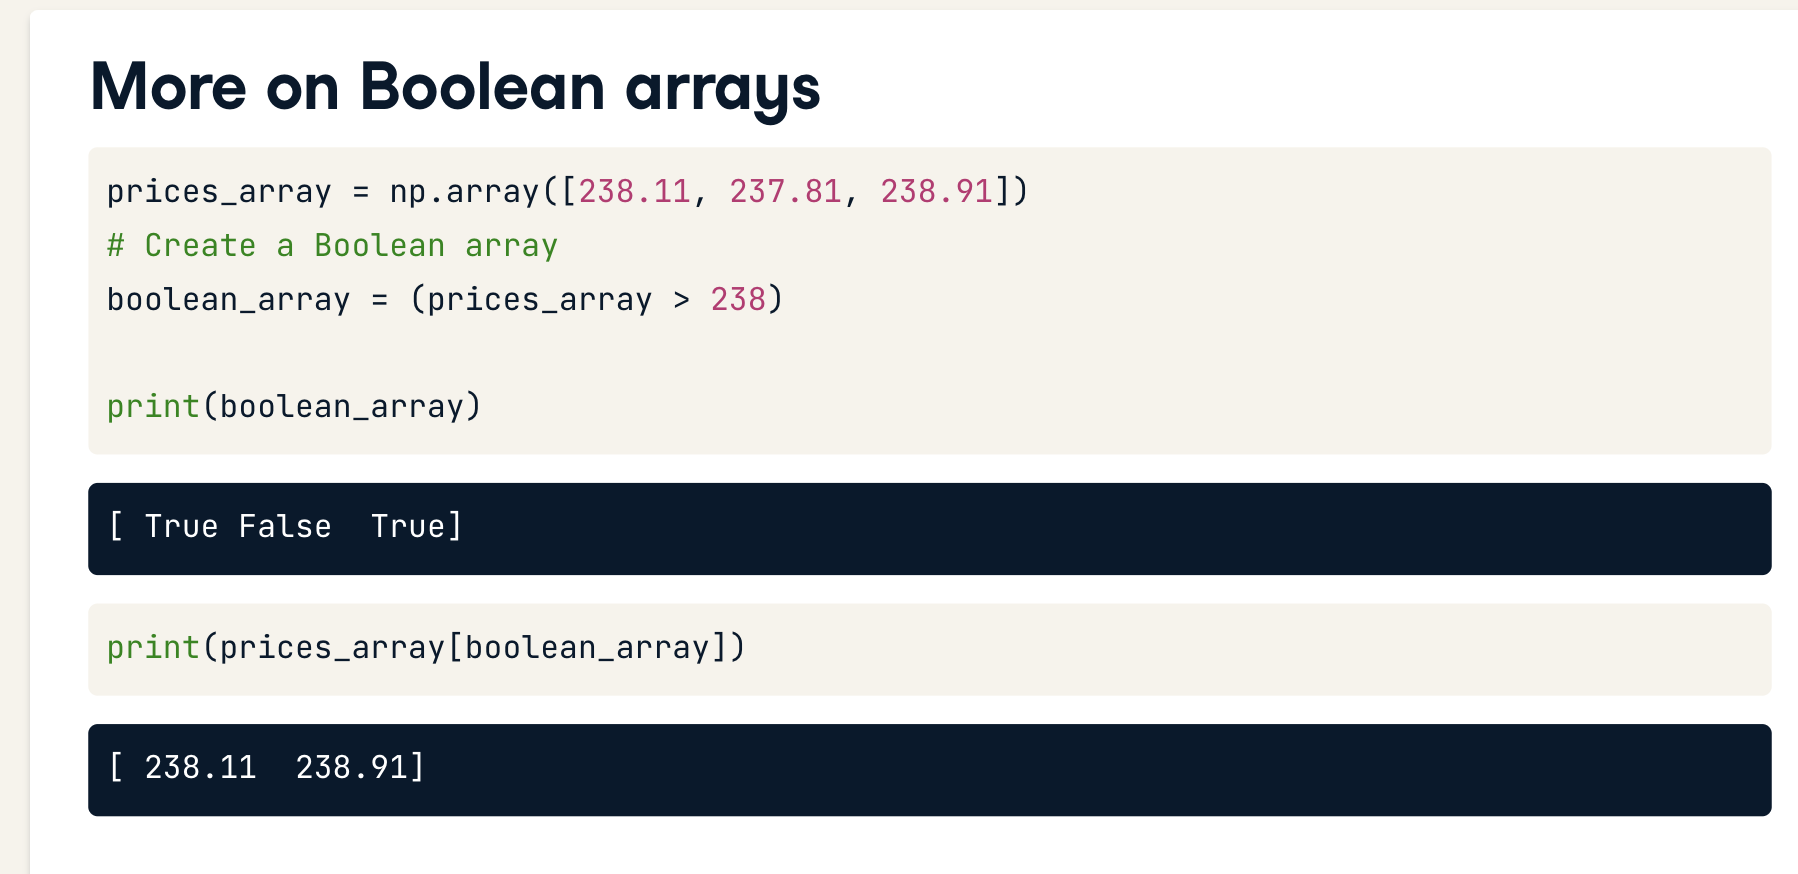 More on Boolean arrays
prices_array = np.array([238.11, 237.81, 238.91])
# Create a Boolean array
boolean_array = (prices_array > 238)
print(boolean_array)
[ True False  True]
print(prices_array[boolean_array])
[ 238.11  238.91]